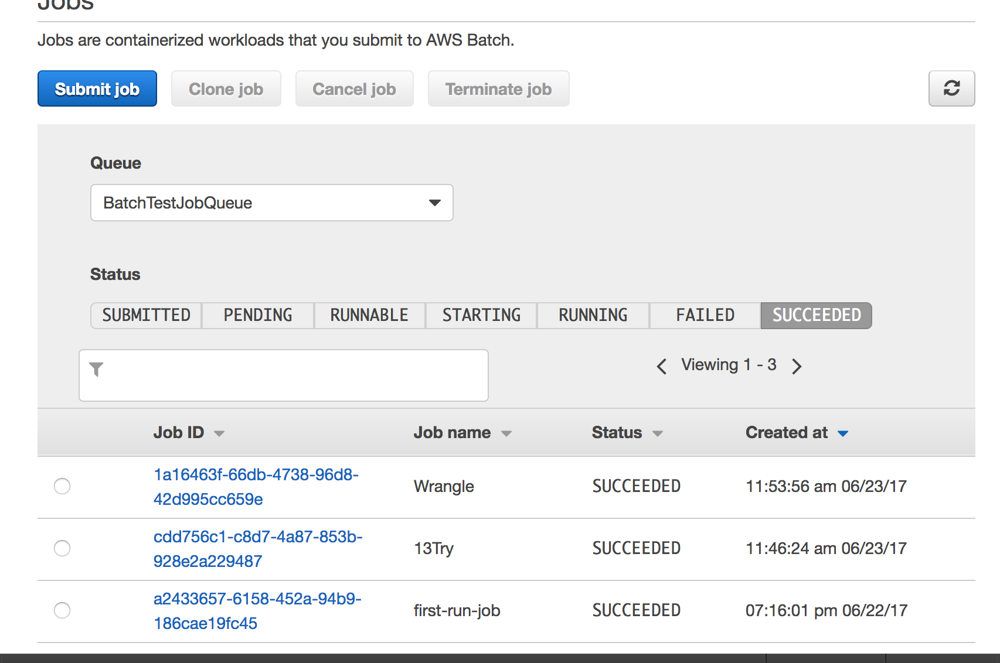 Jobs
Jobs are containerized workloads that you submit to AWS Batch.
Submit job Clone job Cancel job Terminate job
Queue
BatchTestJobQueue
Status
SUBMITTED PENDING RUNNABLE STARTING RUNNING FAILED SUCCEEDED
Viewing 1 - 3
Job ID Job name Status Created at
1a16463f-66db-4738-96d8-
42d995cc659e
Wrangle SUCCEEDED 11:53:56 am 06/23/17
cdd756c1-c8d7-4a87-853b-
928e2a229487
13Try SUCCEEDED 11:46:24 am 06/23/17
a2433657-6158-452a-94b9-
186cae19fc45
first-run-job SUCCEEDED 07:16:01 pm 06/22/17